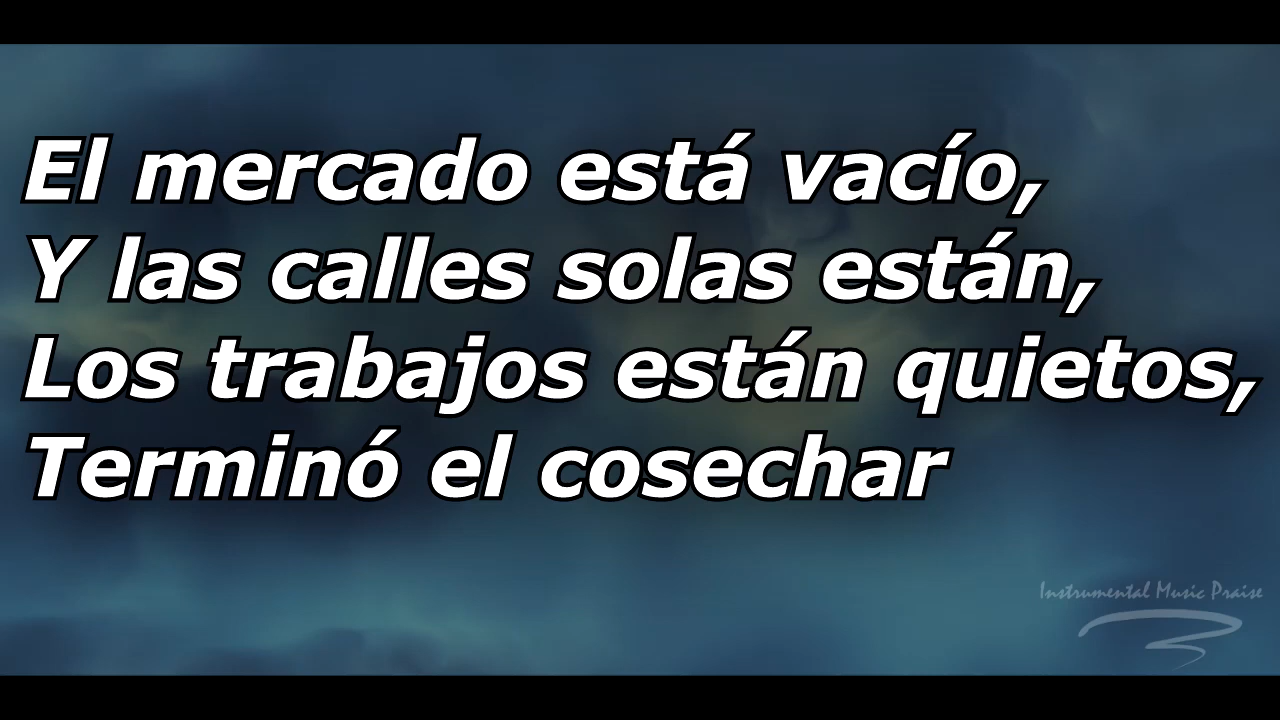 El mercado está vacío,
Y las calles solas están,
Los trabajos están quietos,
Terminó el cosechar
Instrumental Music Praise